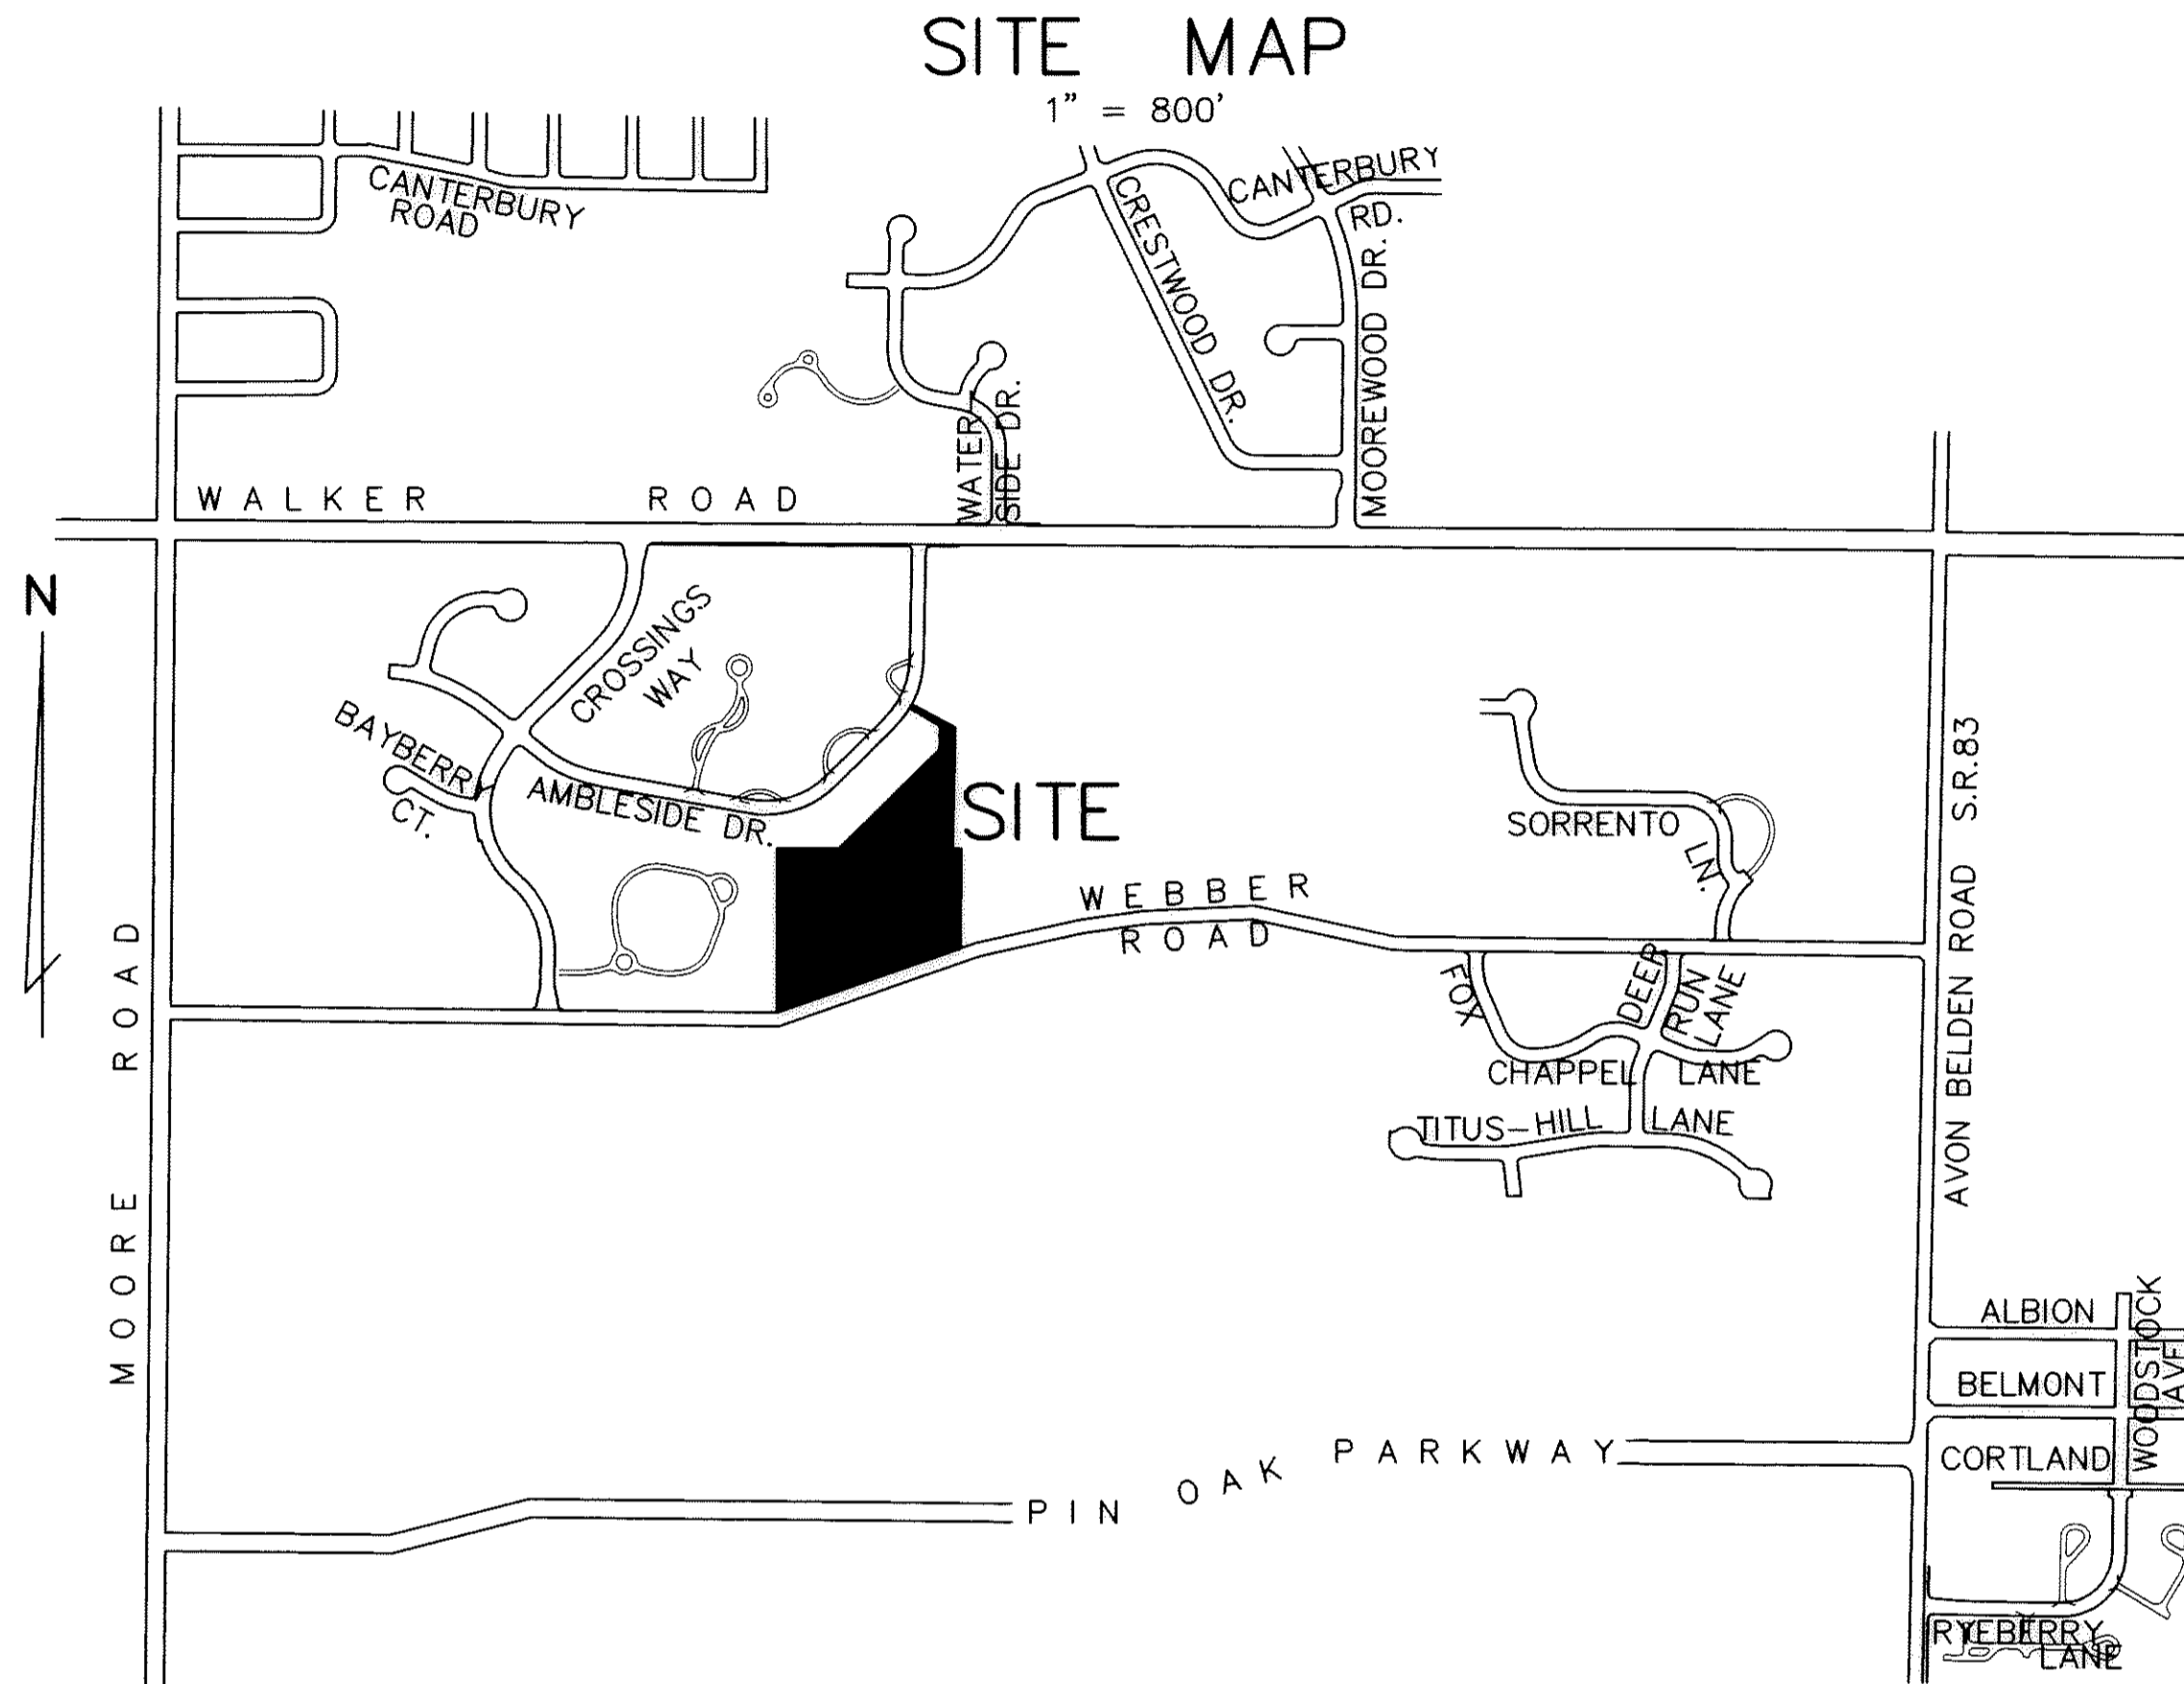 SITE MAP
1" = 800'
CANTERBURY
ROAD
CANTERBURY
RD.
CRESTWOOD DR.
MOOREWOOD DR.
WATER
SIDE DR.
WALKER ROAD
N
CROSSINGS
WAY
BAYBERRY
CT.
AMBLESIDE DR.
SITE
SORRENTO
LN.
AVON BELDEN ROAD S.R.83
WEBBER
ROAD
MOORE ROAD
FOX
CHAPPEL LANE
DEER
RUN
LANE
TITUS-HILL LANE
ALBION
BELMONT
WOODSTOCK
AVE
CORTLAND
PIN OAK PARKWAY
RYEBERRY
LANE